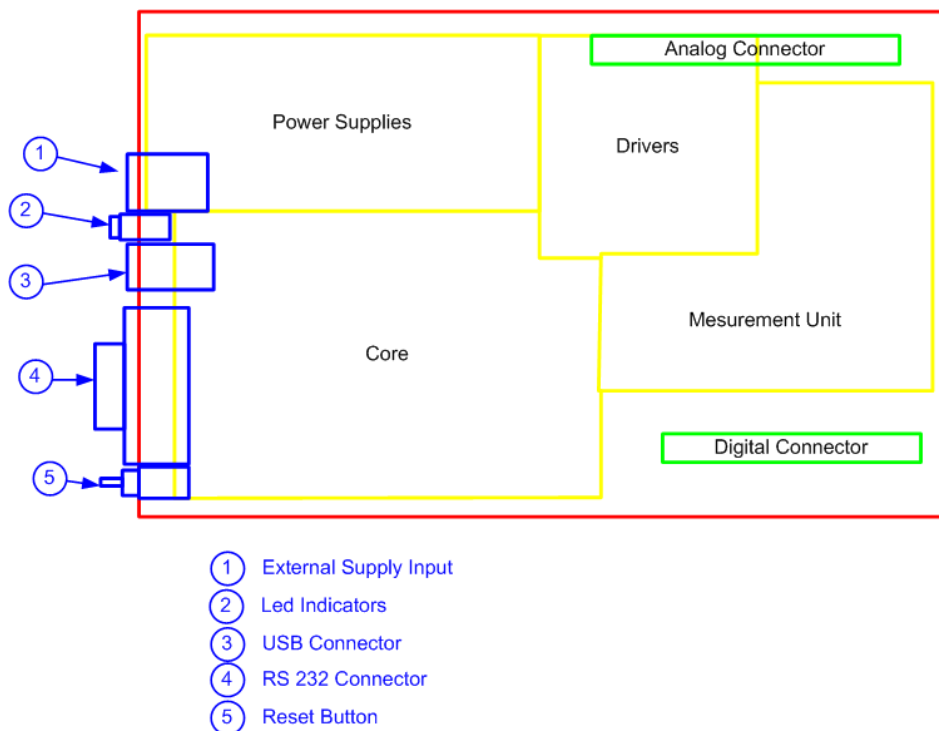 Analog Connector
Power Supplies
Drivers
1
2
3
Mesurement Unit
Core
4
Digital Connector
5
1 External Supply Input
2 Led Indicators
3 USB Connector
4 RS 232 Connector
5 Reset Button